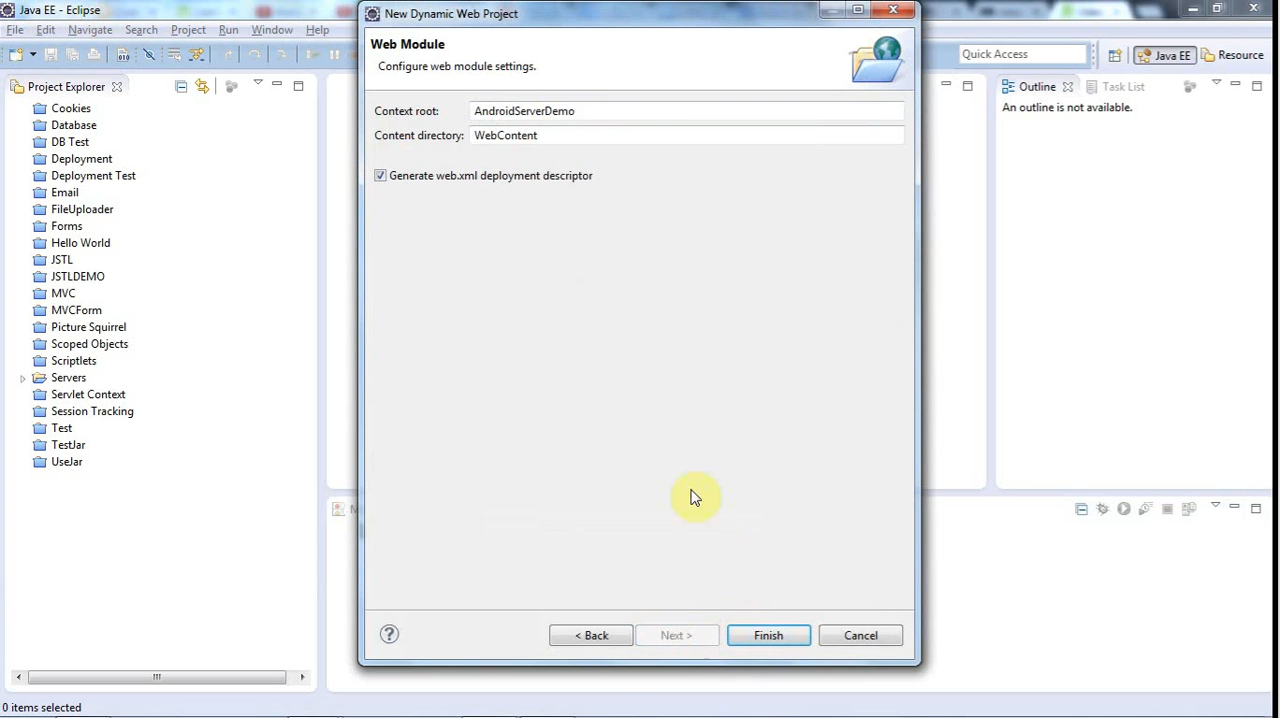 Java EE - Eclipse
File Edit Navigate Search Project Run Window Help
Quick Access
Java EE
Resource
Project Explorer
Cookies
Database
DB Test
Deployment
Deployment Test
Email
FileUploader
Forms
Hello World
JSTL
JSTLDEMO
MVC
MVCForm
Picture Squirrel
Scoped Objects
Scriptlets
Servers
Servlet Context
Session Tracking
Test
TestJar
UseJar
0 items selected
New Dynamic Web Project
Web Module
Configure web module settings.
Context root: AndroidServerDemo
Content directory: WebContent
Generate web.xml deployment descriptor
< Back Next > Finish Cancel
Outline Task List
An outline is not available.